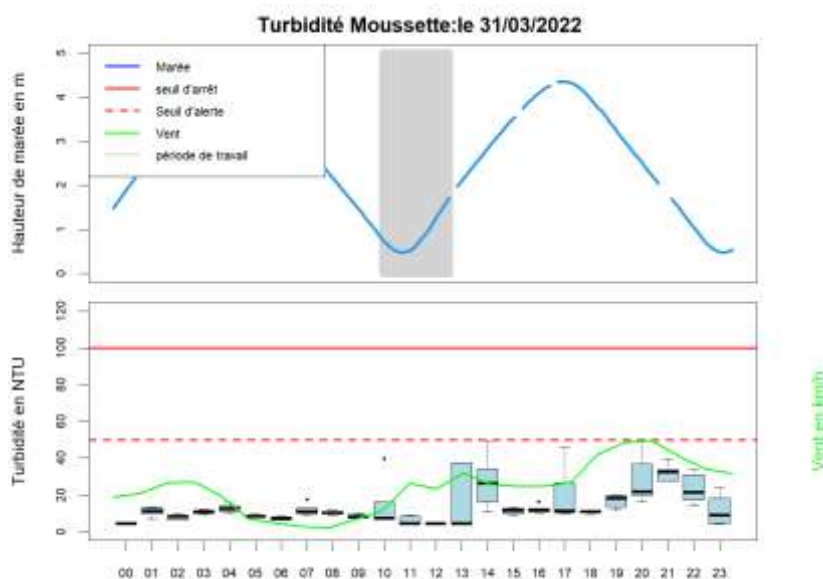 Turbidité Moussette:le 31/03/2022
Hauteur de marée en m
5
4
3
2
1
0
Marée
seuil d'arrêt
Seuil d'alerte
Vent
période de travail
Turbidité en NTU
120
100
80
60
40
20
0
Vent en km/h
00 01 02 03 04 05 06 07 08 09 10 11 12 13 14 15 16 17 18 19 20 21 22 23